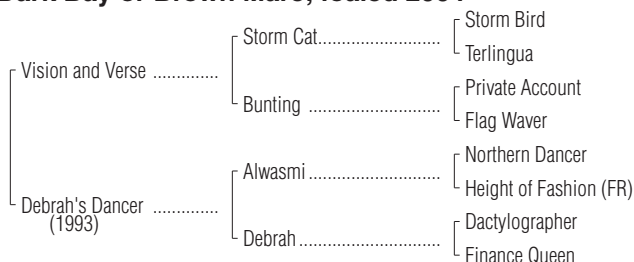 Dark Bay or Brown Mare; foaled 2001
Storm Bird
Storm Cat..........................
Terlingua
Vision and Verse ..............
Private Account
Bunting ............................
Flag Waver
Northern Dancer
Alwasmi............................
Height of Fashion (FR)
Debrah's Dancer ..............
(1993)
Dactylographer
Debrah..............................
Finance Queen